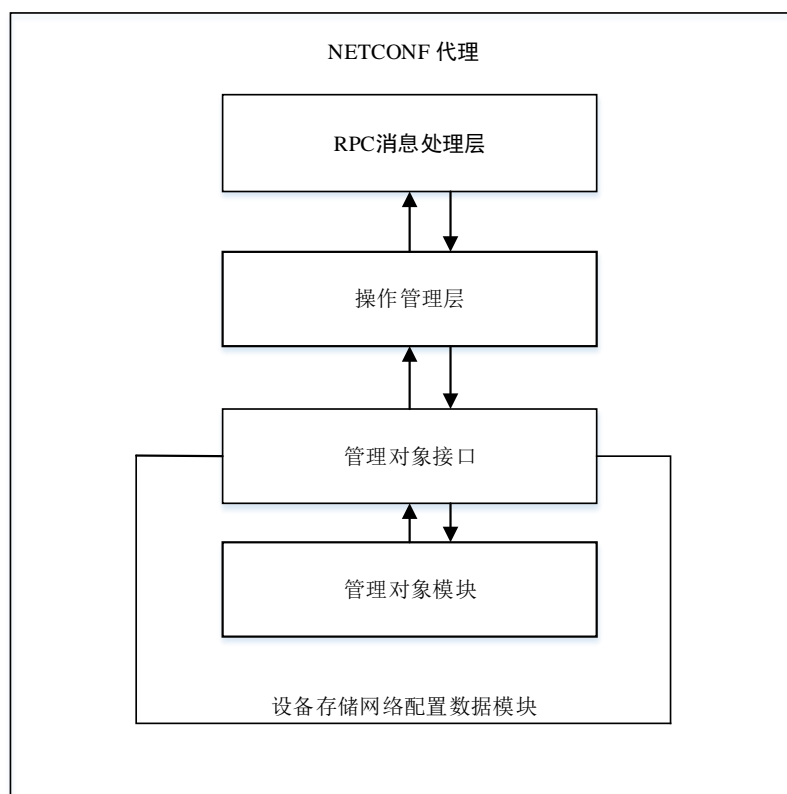 NETCONF 代理
RPC消息处理层
操作管理层
管理对象接口
管理对象模块
设备存储网络配置数据模块